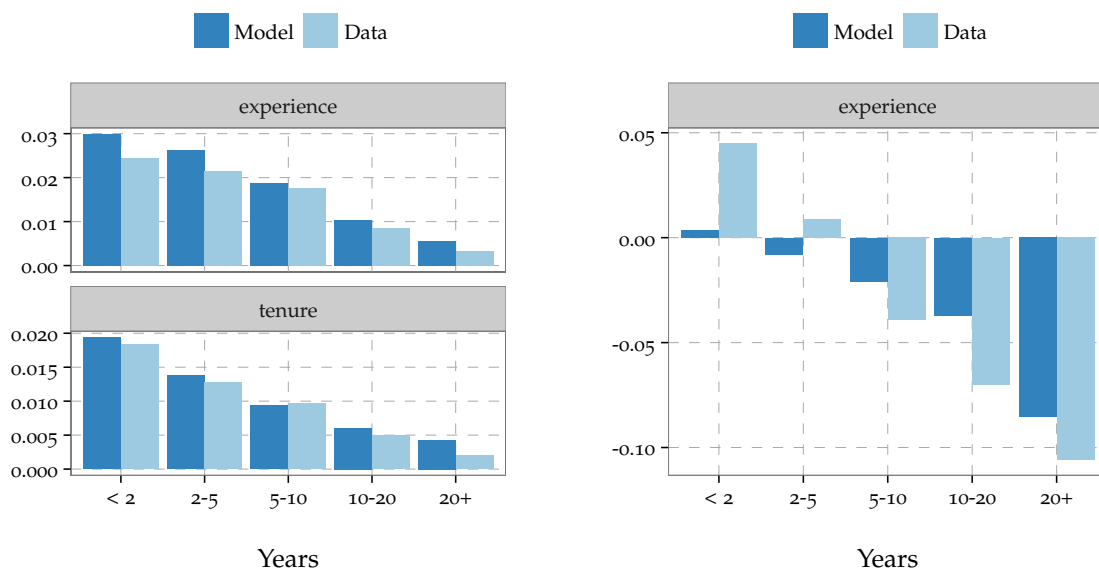 Model Data
experience
0.03
0.02
0.01
0.00
tenure
0.020
0.015
0.010
0.005
0.000
< 2 2-5 5-10 10-20 20+
Years
Model Data
experience
0.05
0.00
-0.05
-0.10
< 2 2-5 5-10 10-20 20+
Years